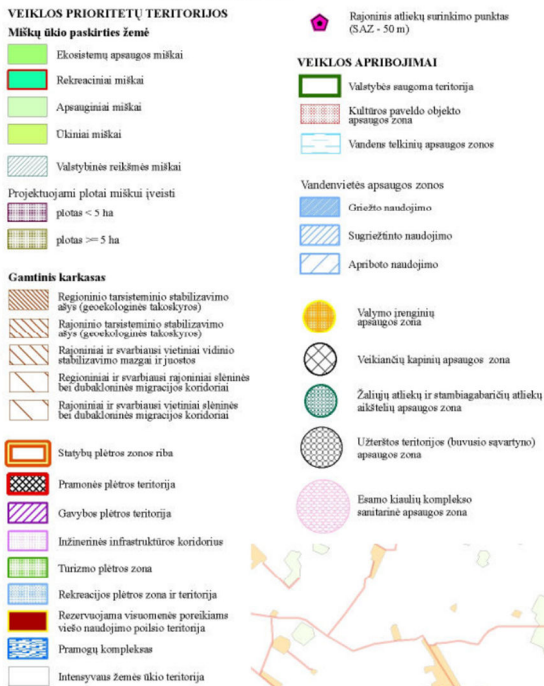 VEIKLOS PRIORITETŲ TERITORIJOS
Miškų ūkio paskirties žemė
Ekosistemų apsaugos miškai
Rekreaciniai miškai
Apsauginiai miškai
Ūkiniai miškai
Valstybinės reikšmės miškai
Projektuojami plotai miškui įveisti
plotas < 5 ha
plotas >= 5 ha
Gamtinis karkasas
Regioninio tarsisteminio stabilizavimo
ašys (geoekologinės takoskyros)
Rajoninio tarsisteminio stabilizavimo
ašys (geoekologinės takoskyros)
Rajoniniai ir svarbiausi vietiniai vidinio
stabilizavimo mazgai ir juostos
Regioniniai ir svarbiausi rajoniniai slėninės
bei dubakloninės migracijos koridoriai
Rajoniniai ir svarbiausi vietiniai slėninės
bei dubakloninės migracijos koridoriai
Statybų plėtros zonos riba
Pramonės plėtros teritorija
Gavybos plėtros teritorija
Inžinerinės infrastruktūros koridorius
Turizmo plėtros zona
Rekreacijos plėtros zona ir teritorija
Rezervuojama visuomenės poreikiams
viešo naudojimo poilsio teritorija
Pramogų kompleksas
Intensyvaus žemės ūkio teritorija
Rajoninis atliekų surinkimo punktas
(SAZ - 50 m)
VEIKLOS APRIBOJIMAI
Valstybės saugoma teritorija
Kultūros paveldo objekto
apsaugos zona
Vandens telkinių apsaugos zonos
Vandenvietės apsaugos zonos
Griežto naudojimo
Sugriežtinto naudojimo
Apriboto naudojimo
Valymo įrenginių
apsaugos zona
Veikiančių kapinių apsaugos zona
Žaliųjų atliekų ir stambiagabaričių atliekų
aikštelių apsaugos zona
Užterštos teritorijos (buvusio sąvartyno)
apsaugos zona
Esamo kiaulių komplekso
sanitarinė apsaugos zona